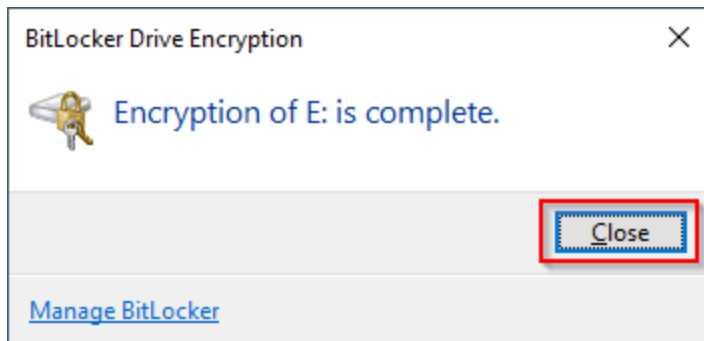 BitLocker Drive Encryption
Encryption of E: is complete.
Close
Manage BitLocker